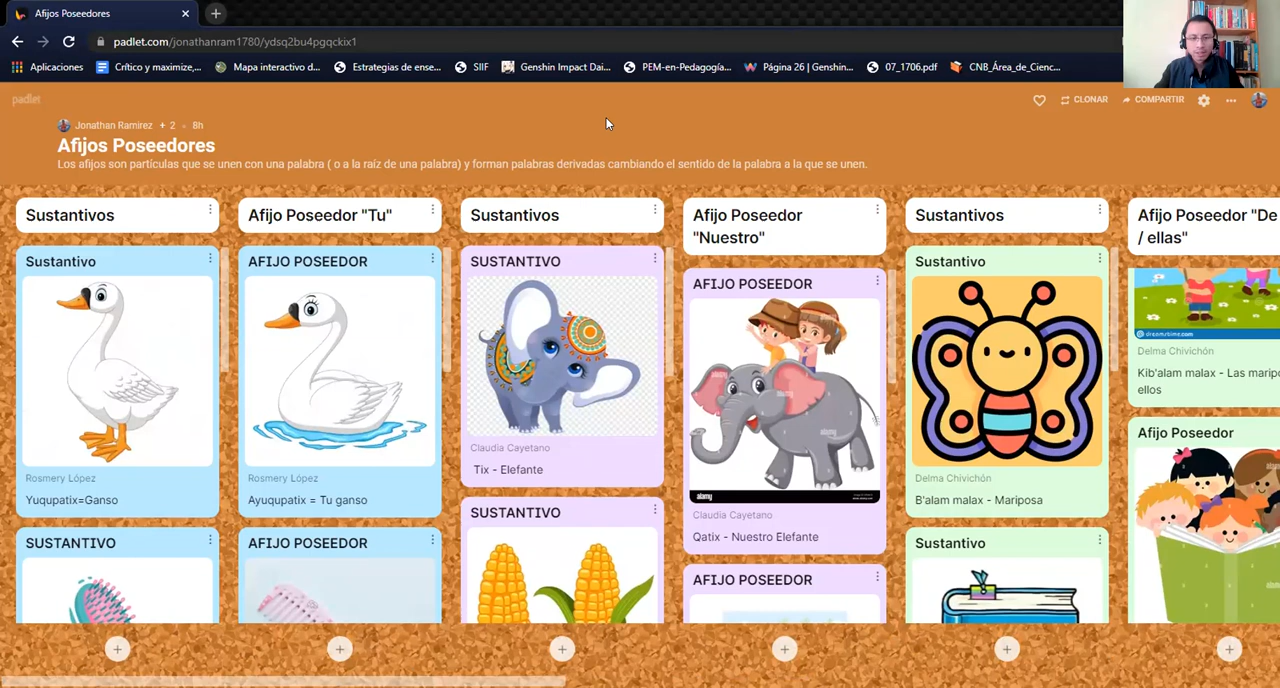 Afijos Poseedores
padlet.com/jonathanram1780/ydsq2bu4pgqckix1
Aplicaciones
Crítico y maximize,...
Mapa interactivo d...
Estrategias de ense...
SIIF
Genshin Impact Dai...
PEM-en-Pedagogía...
Página 26 | Genshin...
07_1706.pdf
CNB_Área_de_Cienc...
padlet
CLONAR
COMPARTIR
Jonathan Ramirez + 2 • 8h
Afijos Poseedores
Los afijos son partículas que se unen con una palabra ( o a la raíz de una palabra) y forman palabras derivadas cambiando el sentido de la palabra a la que se unen.
Sustantivos
Sustantivo
Rosmery López
Yuqupatix=Ganso
SUSTANTIVO
Afijo Poseedor "Tu"
AFIJO POSEEDOR
Rosmery López
Ayuqupatix = Tu ganso
AFIJO POSEEDOR
Sustantivos
SUSTANTIVO
Claudia Cayetano
Tix - Elefante
SUSTANTIVO
Afijo Poseedor
"Nuestro"
AFIJO POSEEDOR
alamy
Claudia Cayetano
Qatix - Nuestro Elefante
AFIJO POSEEDOR
Sustantivos
Sustantivo
Delma Chivichón
B'alam malax - Mariposa
Sustantivo
Afijo Poseedor "De
/ ellas"
dreamstime.com
Delma Chivichón
Kib'alam malax - Las maripo
ellos
Afijo Poseedor